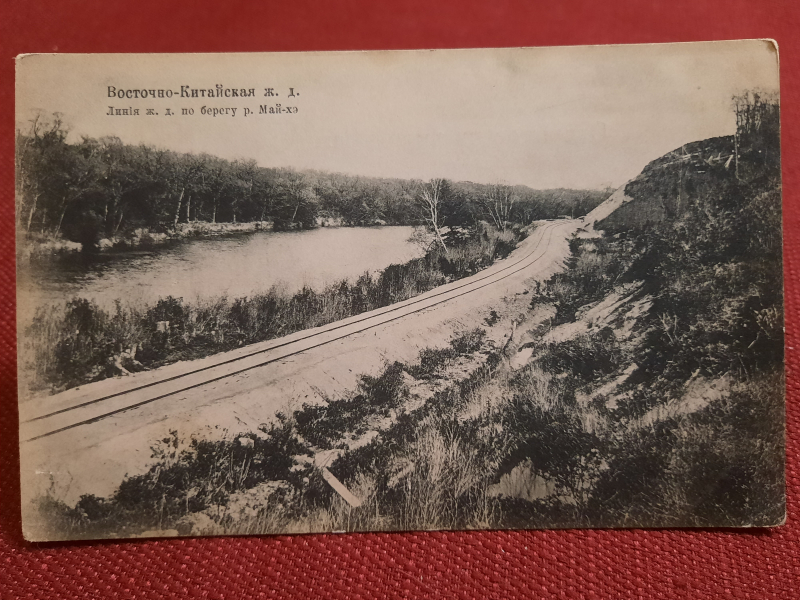 Восточно-Китайская ж. д.
Линія ж. д. по берегу р. Май-хэ